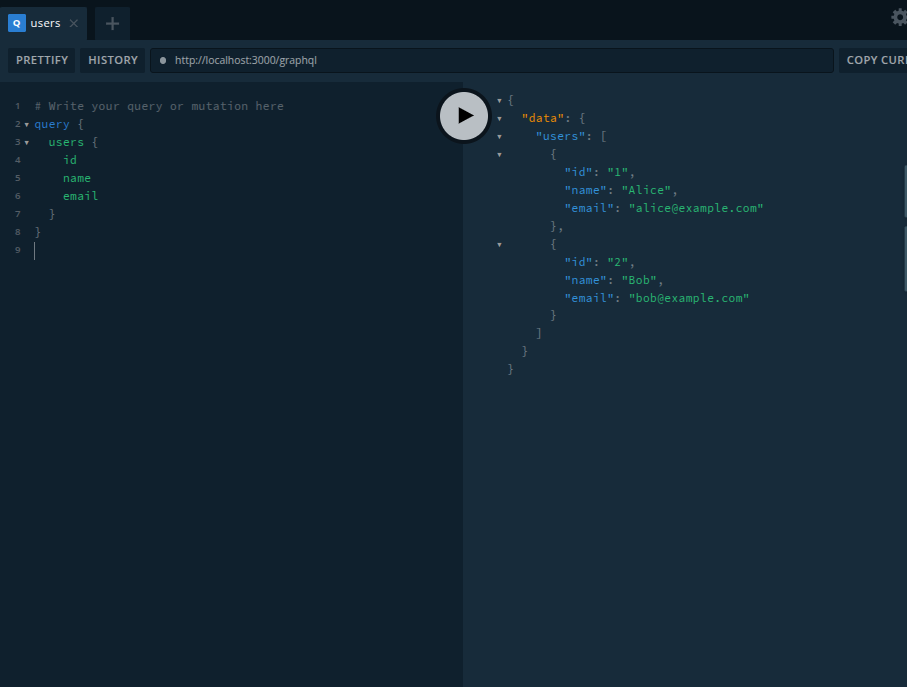 Q users
PRETTIFY HISTORY http://localhost:3000/graphql COPY CUR
1 # Write your query or mutation here
2 query {
3 users {
4 id
5 name
6 email
7 }
8 }
9
{
"data": {
"users": [
{
"id": "1",
"name": "Alice",
"email": "alice@example.com"
},
{
"id": "2",
"name": "Bob",
"email": "bob@example.com"
}
]
}
}